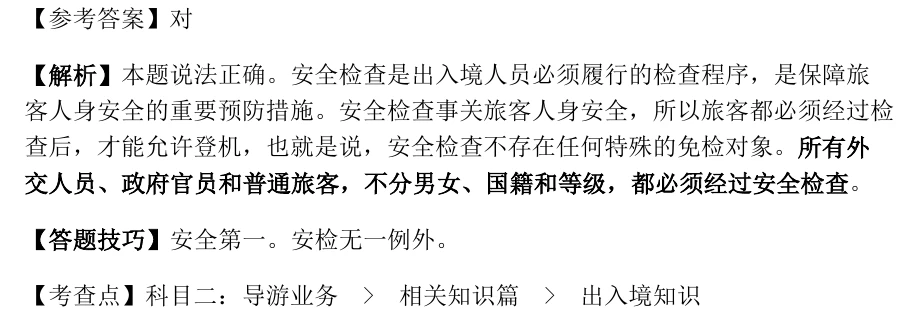 【参考答案】对
【解析】本题说法正确。安全检查是出入境人员必须履行的检查程序，是保障旅
客人身安全的重要预防措施。安全检查事关旅客人身安全，所以旅客都必须经过检
查后，才能允许登机，也就是说，安全检查不存在任何特殊的免检对象。所有外
交人员、政府官员和普通旅客，不分男女、国籍和等级，都必须经过安全检查。
【答题技巧】安全第一。安检无一例外。
【考查点】科目二：导游业务 > 相关知识篇 > 出入境知识